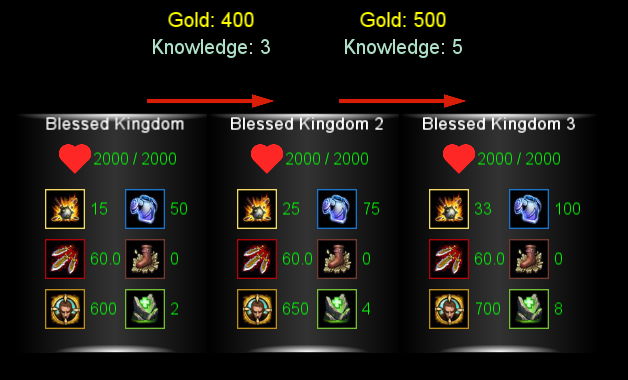 Gold: 400 Gold: 500
Knowledge: 3 Knowledge: 5
Blessed Kingdom Blessed Kingdom 2 Blessed Kingdom 3
2000 / 2000 2000 / 2000 2000 / 2000
15 50 25 75 33 100
60.0 0 60.0 0 60.0 0
600 2 650 4 700 8